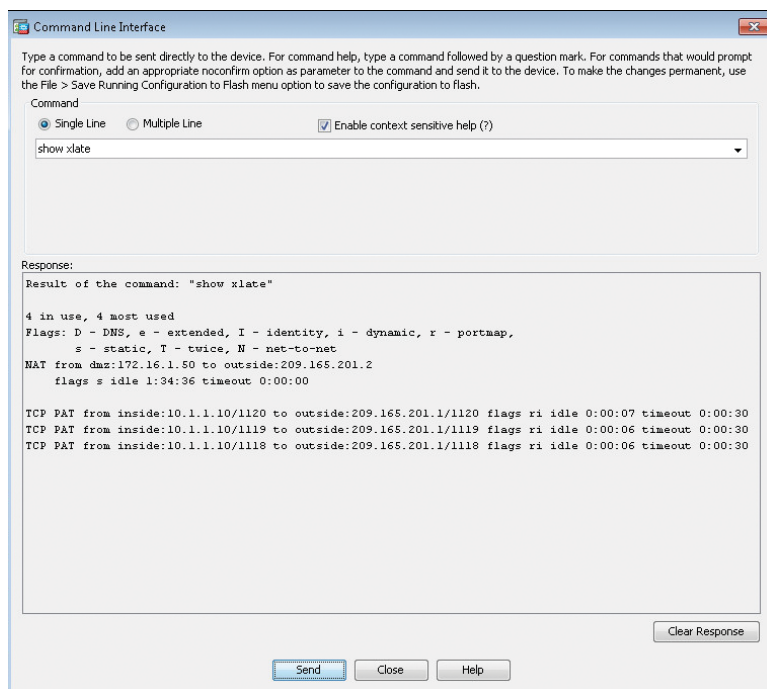 Command Line Interface
Type a command to be sent directly to the device. For command help, type a command followed by a question mark. For commands that would prompt
for confirmation, add an appropriate noconfirm option as parameter to the command and send it to the device. To make the changes permanent, use
the File > Save Running Configuration to Flash menu option to save the configuration to flash.
Command
Single Line Multiple Line Enable context sensitive help (?)
show xlate
Response:
Result of the command: "show xlate"
4 in use, 4 most used
Flags: D - DNS, e - extended, I - identity, i - dynamic, r - portmap,
s - static, T - twice, N - net-to-net
NAT from dmz:172.16.1.50 to outside:209.165.201.2
flags s idle 1:34:36 timeout 0:00:00
TCP PAT from inside:10.1.1.10/1120 to outside:209.165.201.1/1120 flags ri idle 0:00:07 timeout 0:00:30
TCP PAT from inside:10.1.1.10/1119 to outside:209.165.201.1/1119 flags ri idle 0:00:06 timeout 0:00:30
TCP PAT from inside:10.1.1.10/1118 to outside:209.165.201.1/1118 flags ri idle 0:00:06 timeout 0:00:30
Clear Response
Send Close Help